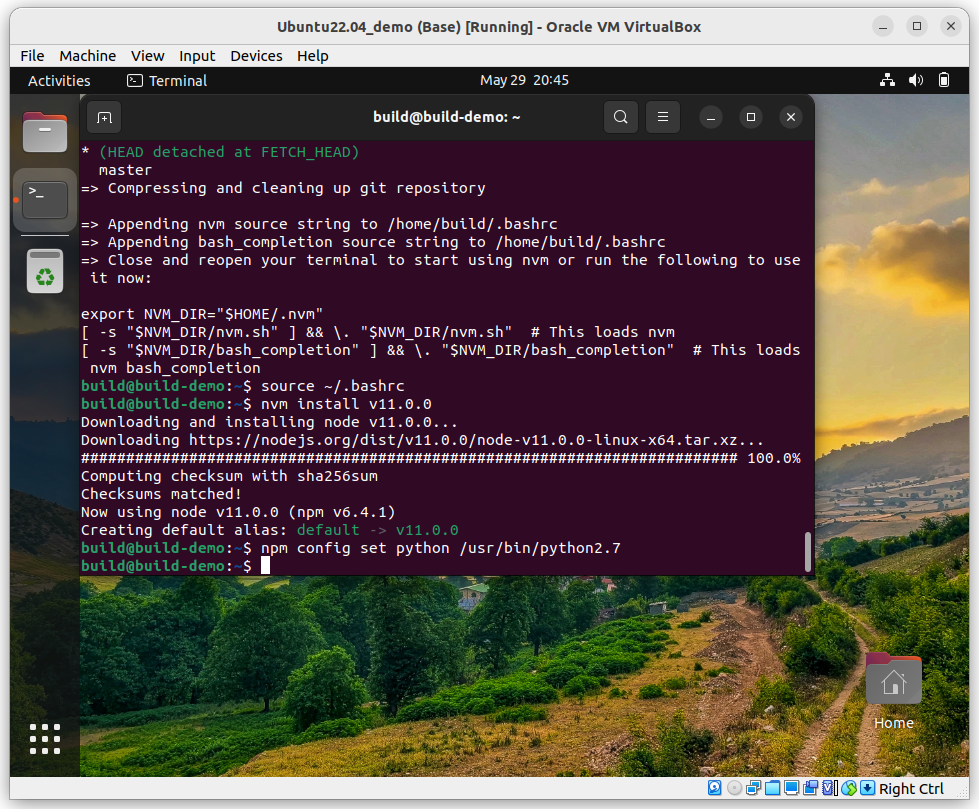 Ubuntu22.04_demo (Base) [Running] - Oracle VM VirtualBox
File Machine View Input Devices Help
Activities Terminal May 29 20:45
build@build-demo: ~
* (HEAD detached at FETCH_HEAD)
master
=> Compressing and cleaning up git repository
=> Appending nvm source string to /home/build/.bashrc
=> Appending bash_completion source string to /home/build/.bashrc
=> Close and reopen your terminal to start using nvm or run the following to use
it now:
export NVM_DIR="$HOME/.nvm"
[ -s "$NVM_DIR/nvm.sh" ] && \. "$NVM_DIR/nvm.sh"  # This loads nvm
[ -s "$NVM_DIR/bash_completion" ] && \. "$NVM_DIR/bash_completion"  # This loads
nvm bash_completion
build@build-demo:~$ source ~/.bashrc
build@build-demo:~$ nvm install v11.0.0
Downloading and installing node v11.0.0...
Downloading https://nodejs.org/dist/v11.0.0/node-v11.0.0-linux-x64.tar.xz...
######################################################################### 100.0%
Computing checksum with sha256sum
Checksums matched!
Now using node v11.0.0 (npm v6.4.1)
Creating default alias: default -> v11.0.0
build@build-demo:~$ npm config set python /usr/bin/python2.7
build@build-demo:~$
Home
Right Ctrl